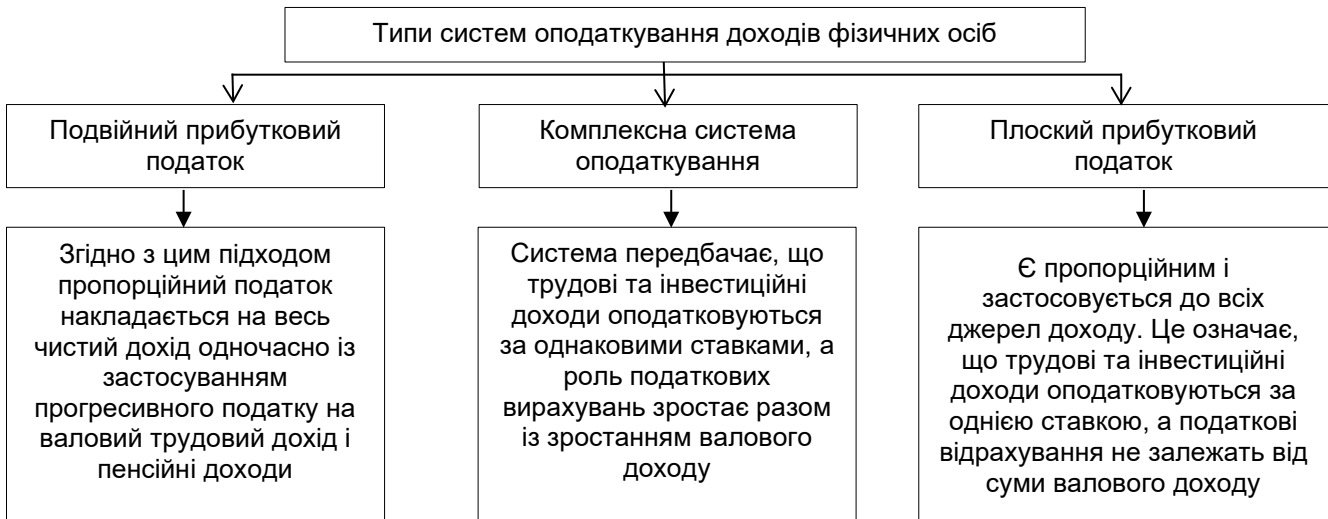 Типи систем оподаткування доходів фізичних осіб
Подвійний прибутковий
податок
Комплексна система
оподаткування
Плоский прибутковий
податок
Згідно з цим підходом
пропорційний податок
накладається на весь
чистий дохід одночасно із
застосуванням
прогресивного податку на
валовий трудовий дохід і
пенсійні доходи
Система передбачає, що
трудові та інвестиційні
доходи оподатковуються
за однаковими ставками, а
роль податкових
вирахувань зростає разом
із зростанням валового
доходу
Є пропорційним і
застосовується до всіх
джерел доходу. Це означає,
що трудові та інвестиційні
доходи оподатковуються за
однією ставкою, а податкові
відрахування не залежать від
суми валового доходу